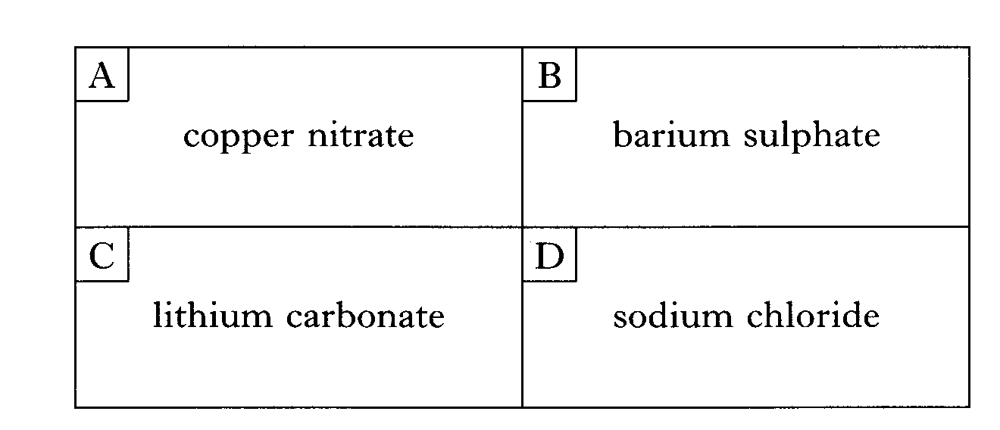 A
copper nitrate
B
barium sulphate
C
lithium carbonate
D
sodium chloride